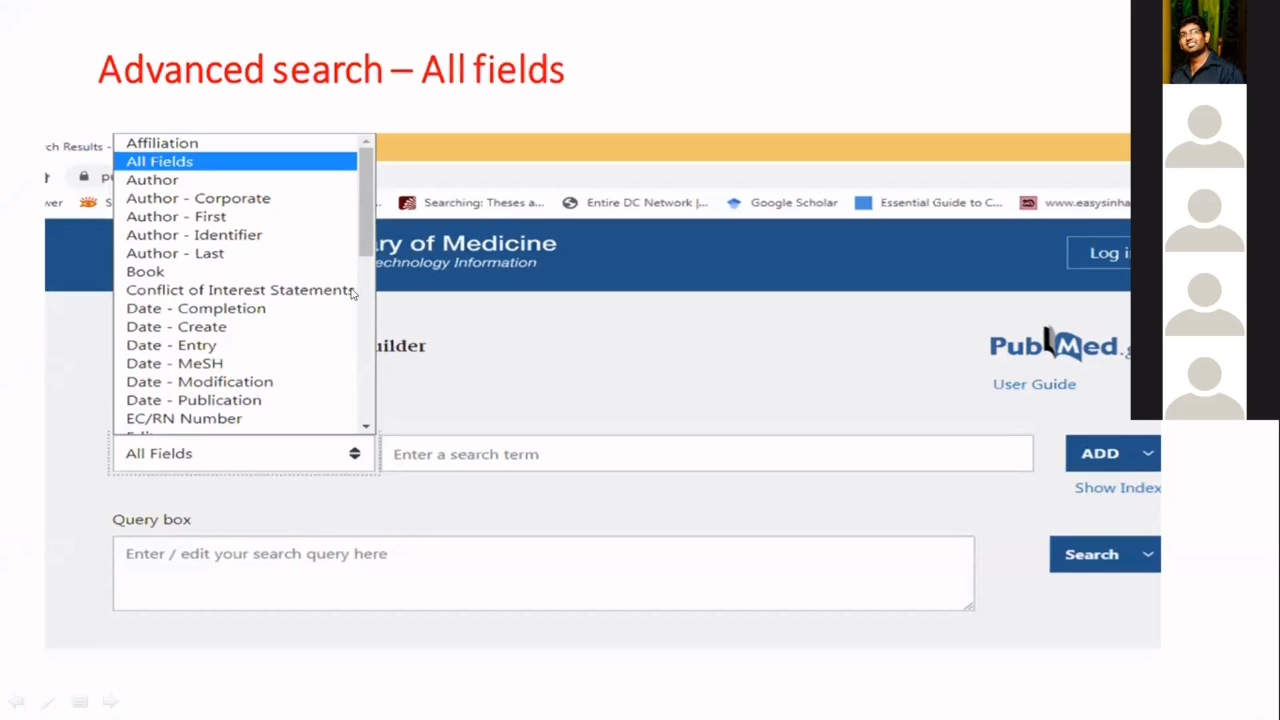 Advanced search – All fields
ch Results -
Affiliation
All Fields
Author
Author - Corporate
Author - First
Author - Identifier
Author - Last
Book
Conflict of Interest Statements
Date - Completion
Date - Create
Date - Entry
Date - MeSH
Date - Modification
Date - Publication
EC/RN Number
Searching: Theses a...
Entire DC Network |...
Google Scholar
Essential Guide to C...
www.easysinha
ry of Medicine
echnology Information
Log i
uilder
PubMed.g
User Guide
All Fields
Enter a search term
ADD
Show Index
Query box
Enter / edit your search query here
Search